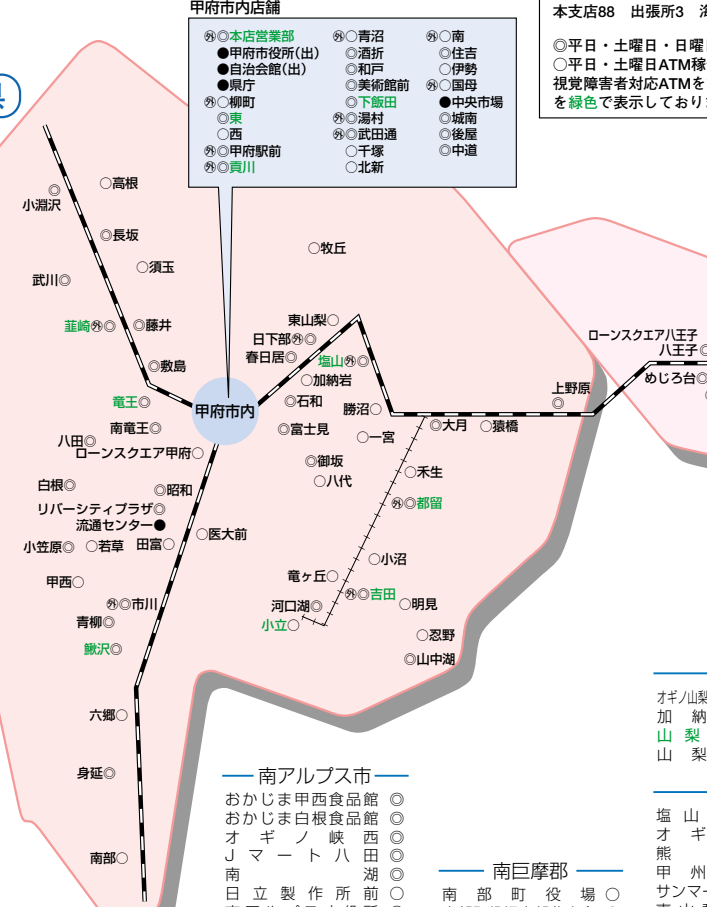 甲府市内店舗
㋕◎本店営業部
●甲府市役所(出)
●自治会館(出)
●県庁
外○柳町
◎東
○西
外◎甲府駅前
外◎貢川
外○青沼
◎酒折
◎和戸
◎美術館前
◎下飯田
外◎湯村
外◎武田通
○千塚
○北新
外○南
◎住吉
○伊勢
外◎国母
●中央市場
◎城南
◎後屋
◎中道
本支店88 出張所3
◎平日・土曜日・日曜
○平日・土曜日ATM稼
視覚障害者対応ATMを
を緑色で表示しており
県
◎
小淵沢
○高根
◎長坂
○須玉
武川◎
韮崎外◎
◎藤井
◎敷島
竜王◎
南竜王◎
八田◎
ローンスクエア甲府○
白根◎
◎昭和
リバーシティプラザ◎
流通センター●
小笠原◎
○若草
田富○
○医大前
甲西○
外◎市川
青柳◎
鰍沢◎
六郷○
身延◎
南部○
甲府市内
○牧丘
東山梨○
日下部外◎
春日居◎
塩山外◎
○加納岩
◎石和
勝沼○
◎富士見
○一宮
◎御坂
○八代
◎大月
○猿橋
上野原
◎
○禾生
外◎都留
○小沼
竜ヶ丘○
外◎吉田
河口湖◎
○明見
小立○
○忍野
◎山中湖
ローンスクエア八王子
八王子◎
めじろ台◎
南アルプス市
おかじま甲西食品館 ◎
おかじま白根食品館 ◎
オギノ峡西 ◎
Jマート八田 ◎
南湖 ◎
日立製作所前 ○
南巨摩郡
南部町役場 ○
オギノ山梨
加納
山梨
山梨
塩山
オギ
熊
甲州
サンマー